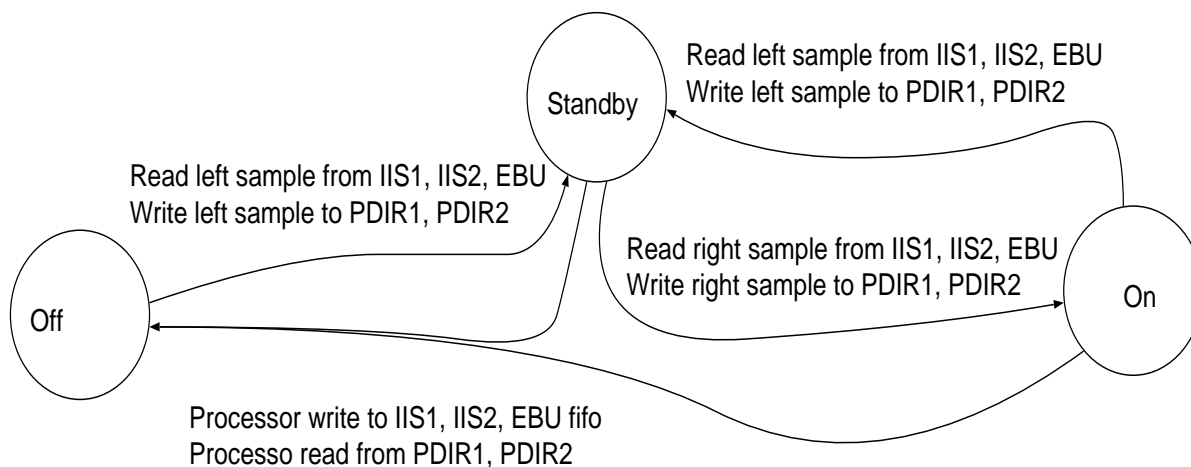 Read left sample from IIS1, IIS2, EBU
Write left sample to PDIR1, PDIR2
Standby
Read left sample from IIS1, IIS2, EBU
Write left sample to PDIR1, PDIR2
Read right sample from IIS1, IIS2, EBU
Write right sample to PDIR1, PDIR2
On
Off
Processor write to IIS1, IIS2, EBU fifo
Processo read from PDIR1, PDIR2